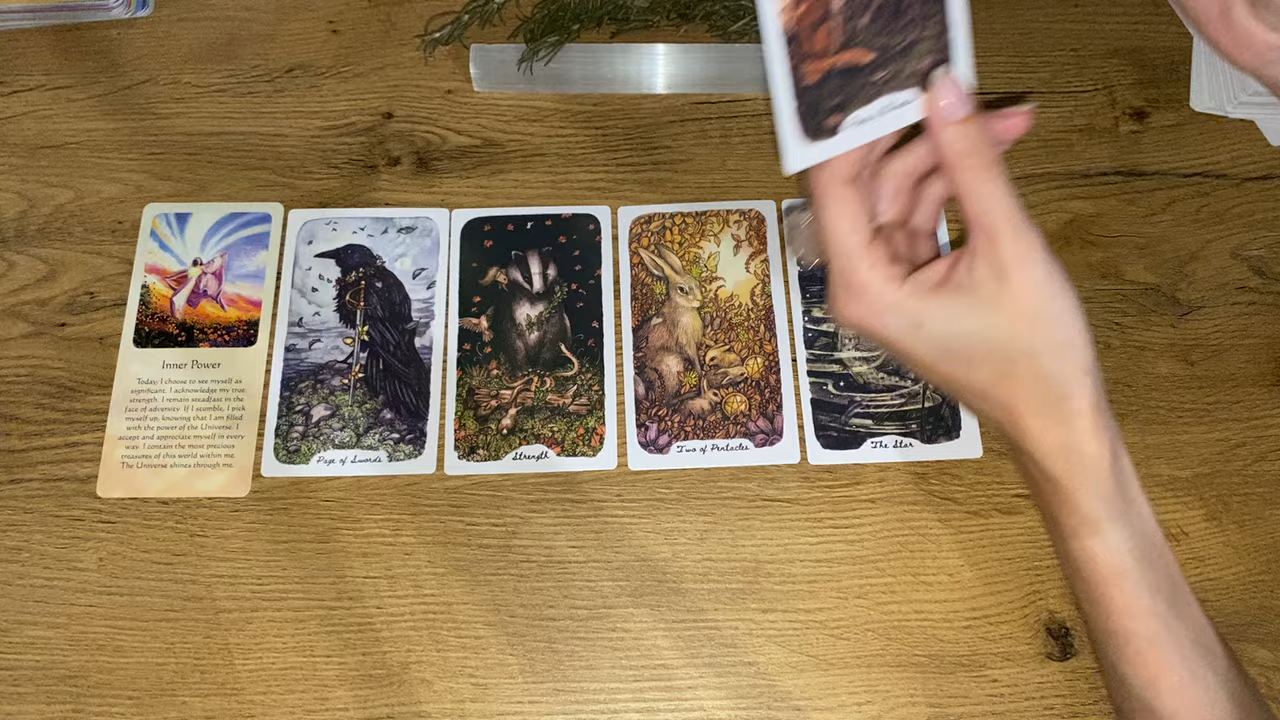 Inner Power
Today, I choose to see myself as
significant. I acknowledge my true
strength. I remain steadfast in the
face of adversity. If I stumble, I pick
myself up, knowing that I am filled
with the power of the Universe. I
accept and appreciate myself in every
way. I contain the most precious
treasures of this world within me.
The Universe shines through me.
Page of Swords
Strength
Two of Pentacles
The Star